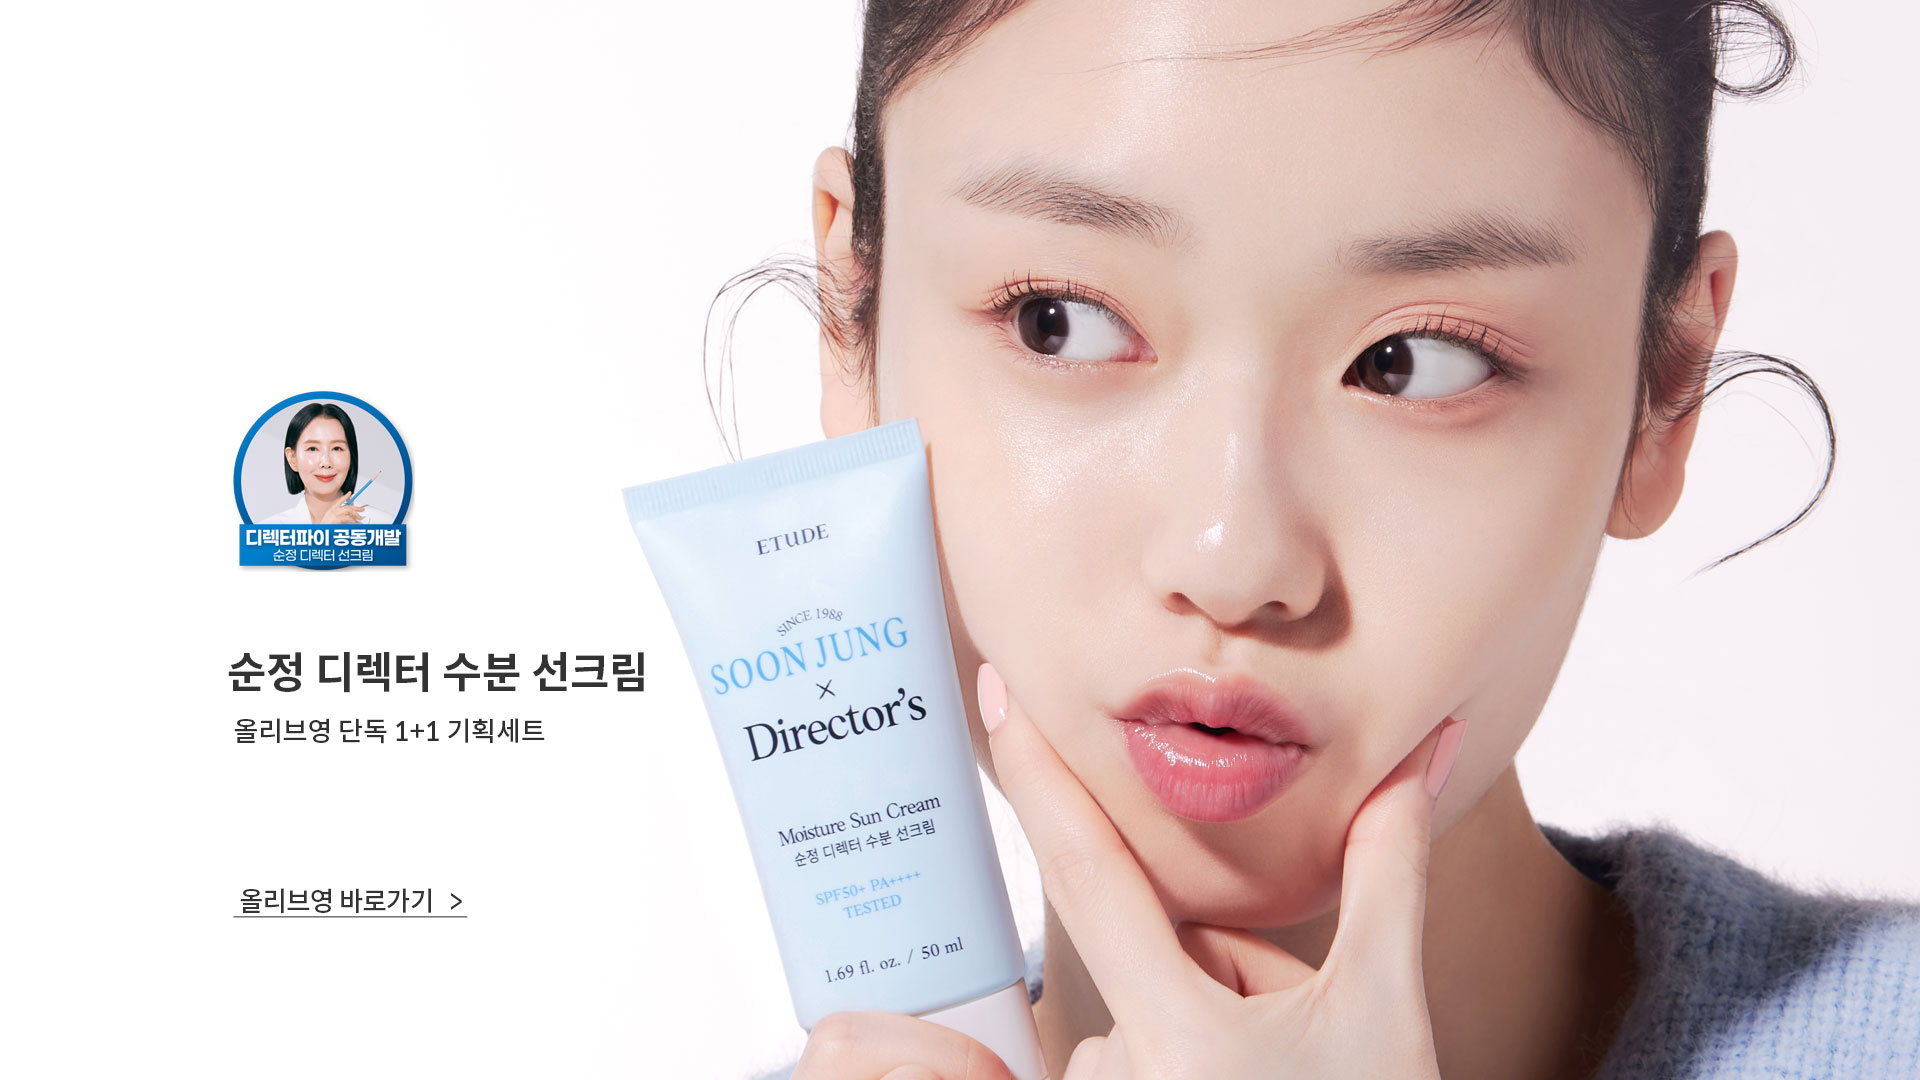 디렉터파이 공동개발
순정 디렉터 선크림
순정 디렉터 수분 선크림
올리브영 단독 1+1 기획세트
올리브영 바로가기 >
ETUDE
SINCE 1988
SOON JUNG
×
Director's
Moisture Sun Cream
순정 디렉터 수분 선크림
SPF50+ PA++++
TESTED
1.69 fl. oz. / 50 ml